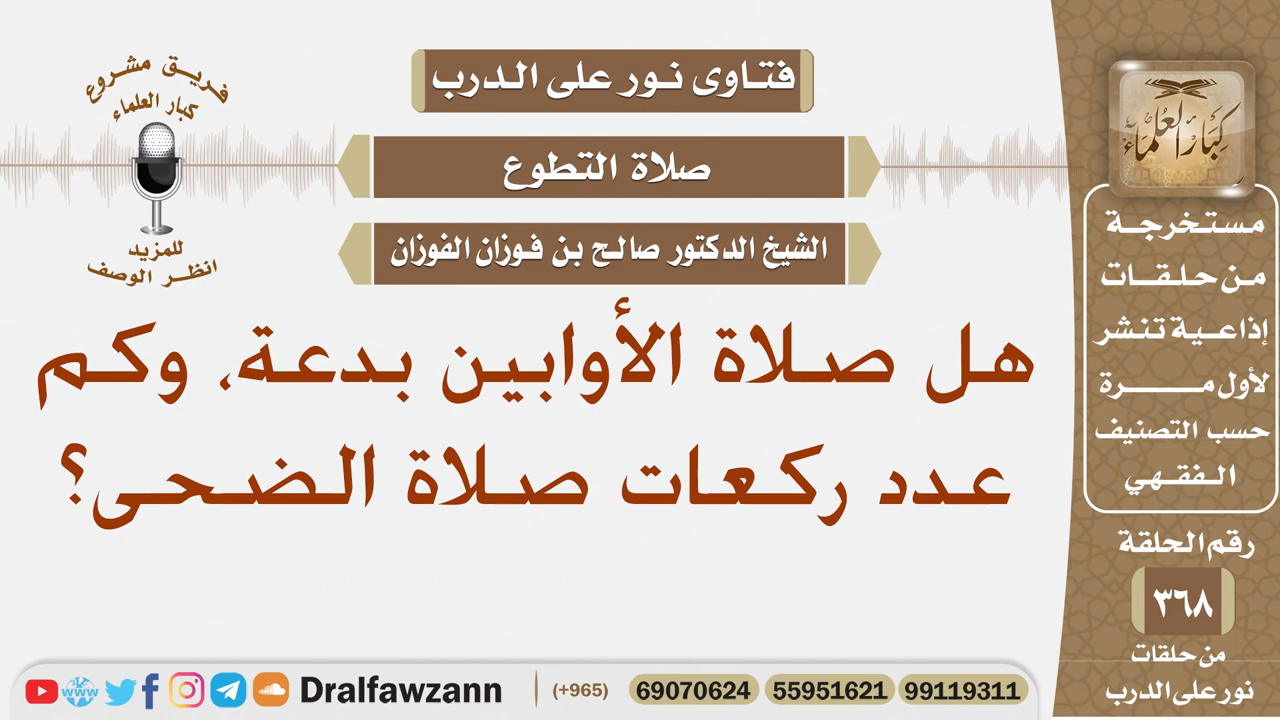 فتاوى نور على الدرب
صلاة التطوع
الشيخ الدكتور صالح بن فوزان الفوزان
هل صلاة الأوابين بدعة، وكم
عدد ركعات صلاة الضحى؟
فريق مشروع
كبار العلماء
للمزيد
انظر الوصف
كبار العلماء
مستخرجة
من حلقات
إذاعية تنشر
لأول مرة
حسب التصنيف
الفقهي
رقم الحلقة
٣٦٨
من حلقات
نور على الدرب
www Dralfawzann (+965) 69070624 55951621 99119311